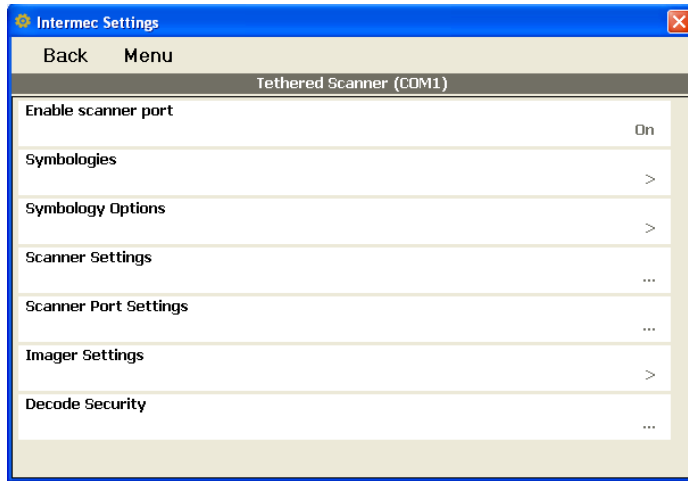 Intermec Settings
Back Menu
Tethered Scanner (COM1)
Enable scanner port
On
Symbologies
>
Symbology Options
>
Scanner Settings
...
Scanner Port Settings
...
Imager Settings
>
Decode Security
...